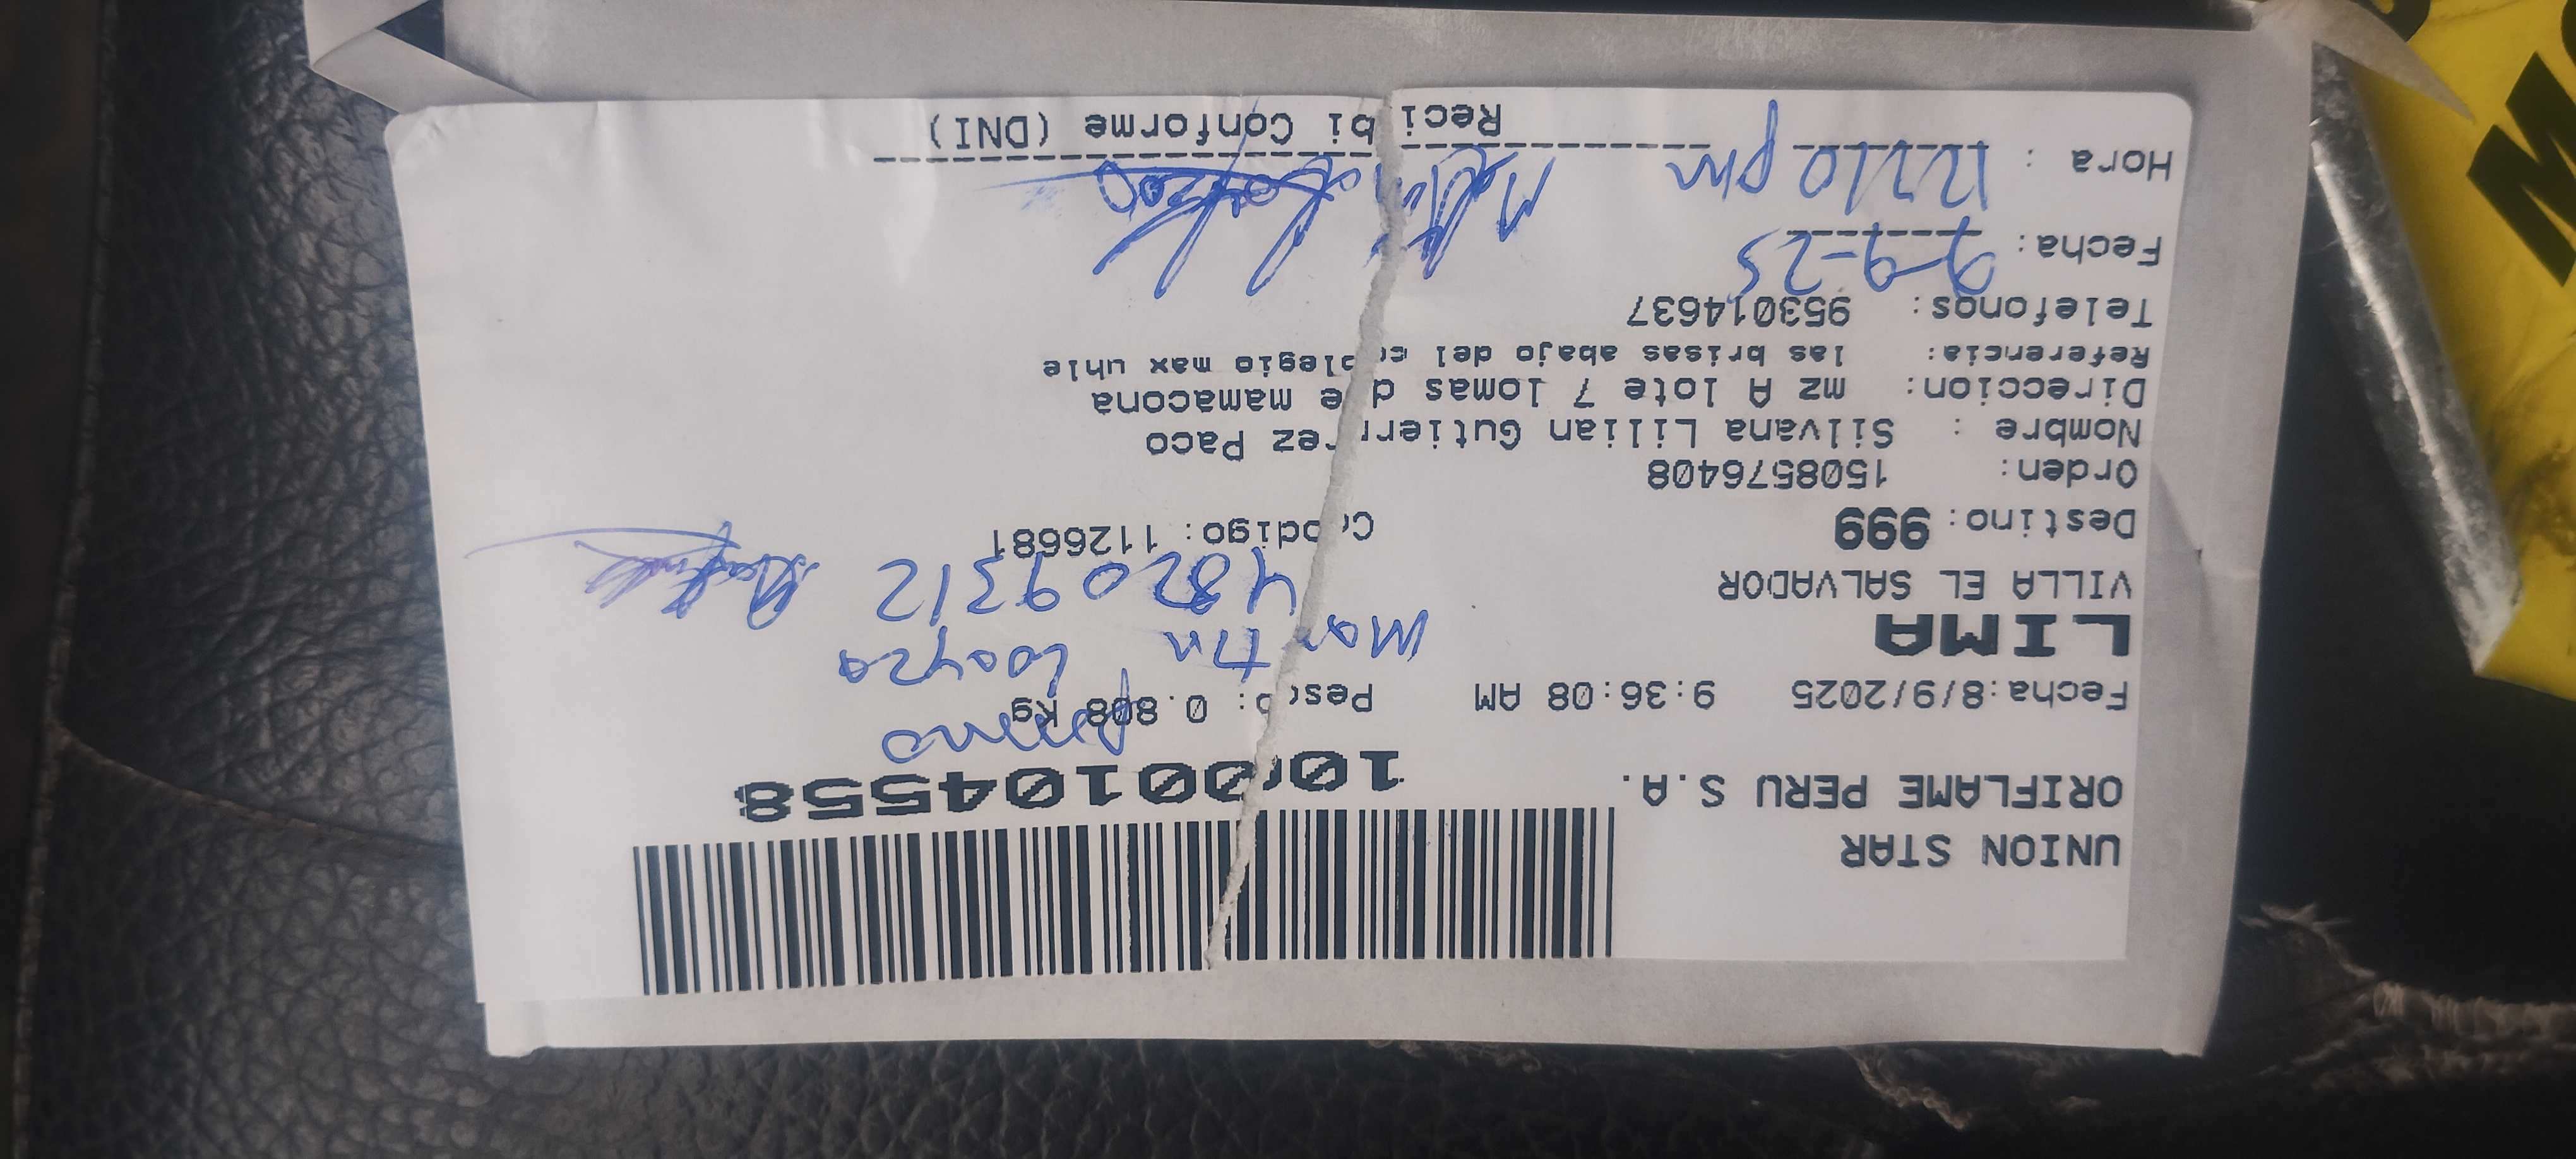 UNION STAR
ORIFLAME PERU S.A.
1000104558
Fecha:8/9/2025 9:36:08 AM Peso: 0.808 Kg
primo
LIMA
Martin Loayza
VILLA EL SALVADOR
48209312
Destino: 999 Codigo: 1126681
Orden: 1508576408
Nombre : Silvana Lilian Gutierrez Paco
Direccion: mz A lote 7 lomas de mamacona
Referencia: las brisas abajo del colegio max uhle
Telefonos: 953014637
Fecha: 9-9-25
Hora : 12:10 pm
Recibi Conforme (DNI)